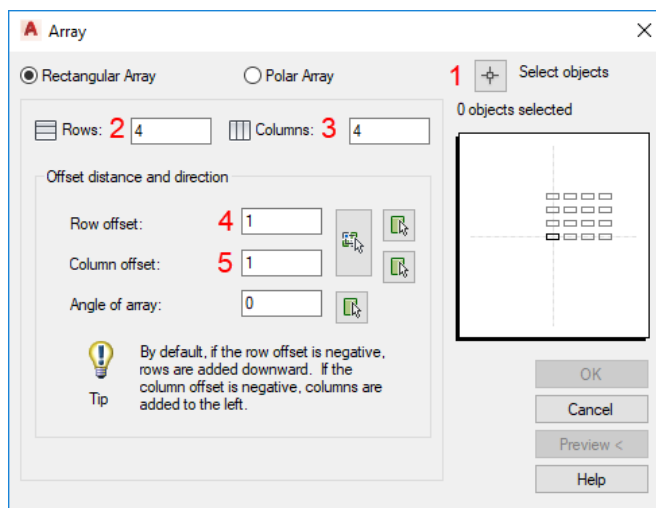 A Array
Rectangular Array Polar Array 1 Select objects
0 objects selected
Rows: 2 4 Columns: 3 4
Offset distance and direction
Row offset: 4 1
Column offset: 5 1
Angle of array: 0
By default, if the row offset is negative,
rows are added downward. If the
column offset is negative, columns are
added to the left.
Tip
OK
Cancel
Preview <
Help